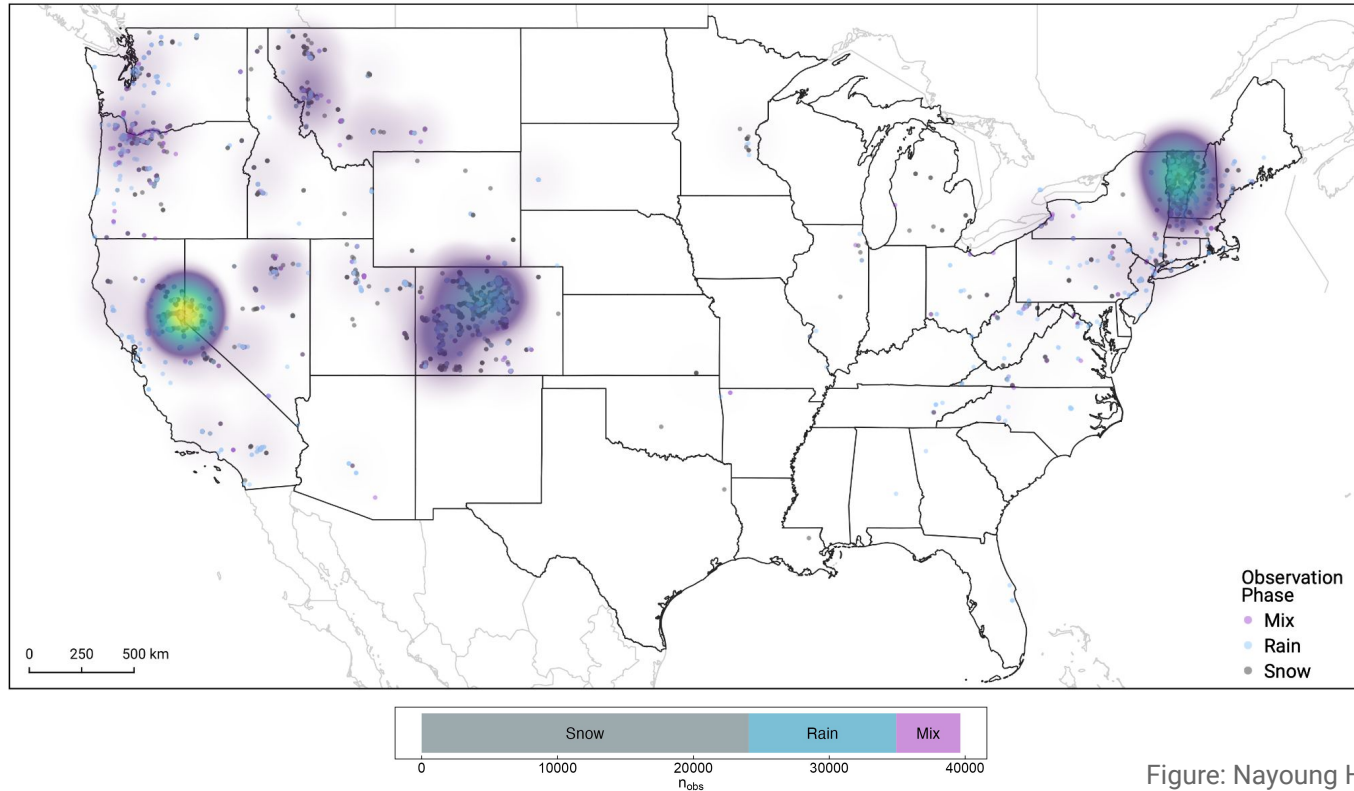 Observation
Phase
Mix
Rain
Snow
0 250 500 km
Snow Rain Mix
0 10000 20000 30000 40000
nobs
Figure: Nayoung H